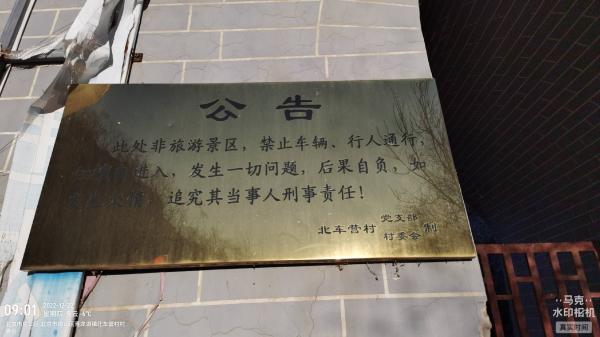 公告
此处非旅游景区，禁止车辆、行人通行，
进入，发生一切问题，后果自负，如
追究其当事人刑事责任！
北车营村 党支部 村委会 制
09:01
2022-12-22
马克
水印相机
真实时间